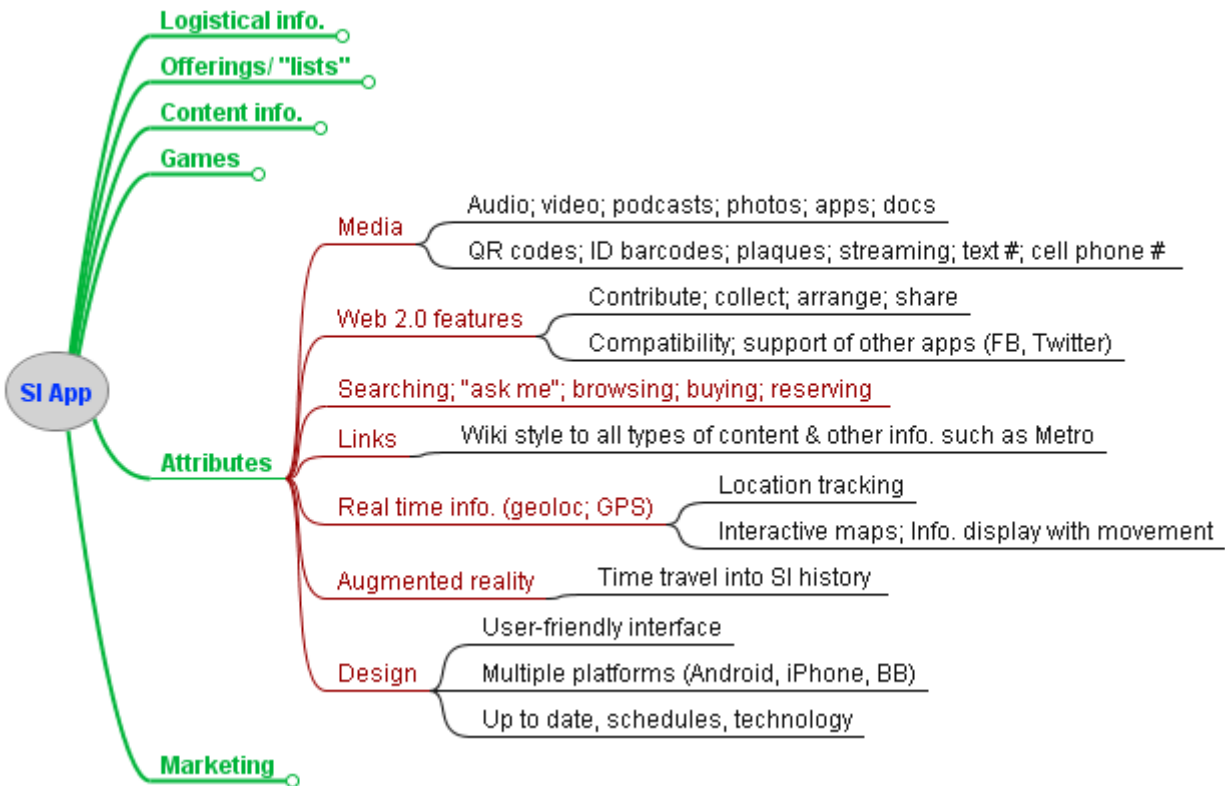 Logistical info.
Offerings/ "lists"
Content info.
Games
Media
Audio; video; podcasts; photos; apps; docs
QR codes; ID barcodes; plaques; streaming; text #; cell phone #
Web 2.0 features
Contribute; collect; arrange; share
Compatibility; support of other apps (FB, Twitter)
SI App
Searching; "ask me"; browsing; buying; reserving
Links
Wiki style to all types of content & other info. such as Metro
Attributes
Real time info. (geoloc; GPS)
Location tracking
Interactive maps; Info. display with movement
Augmented reality
Time travel into SI history
Design
User-friendly interface
Multiple platforms (Android, iPhone, BB)
Up to date, schedules, technology
Marketing